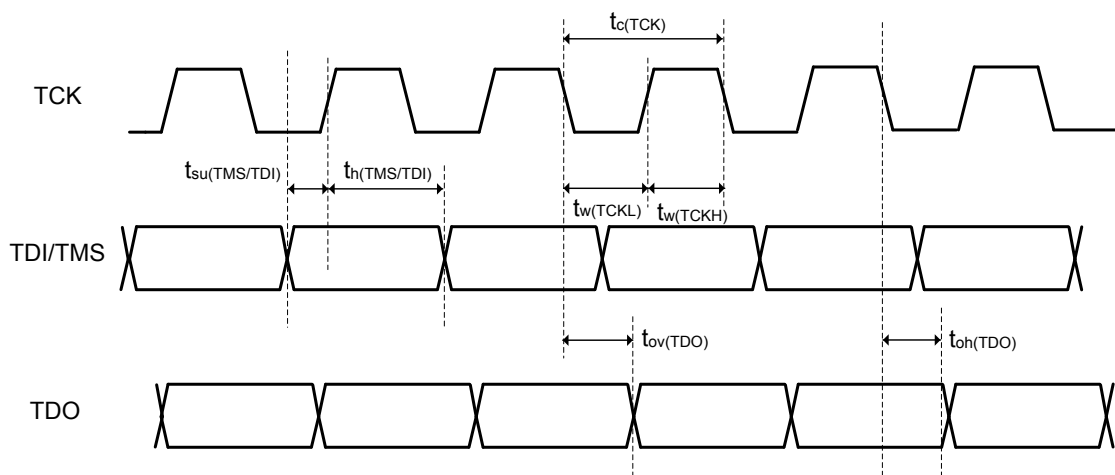 tc(TCK)
TCK
tsu(TMS/TDI)
th(TMS/TDI)
tw(TCKL)
tw(TCKH)
TDI/TMS
tov(TDO)
toh(TDO)
TDO